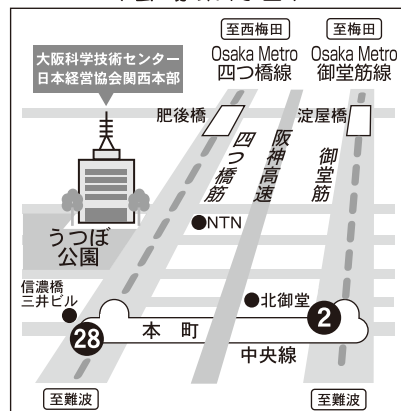 至西梅田
至梅田
大阪科学技術センター
日本経営協会関西本部
Osaka Metro
四つ橋線
Osaka Metro
御堂筋線
肥後橋
淀屋橋
四つ橋筋
阪神高速
御堂筋
うつぼ
公園
●NTN
信濃橋
三井ビル
●北御堂
28
本町
2
中央線
至難波
至難波